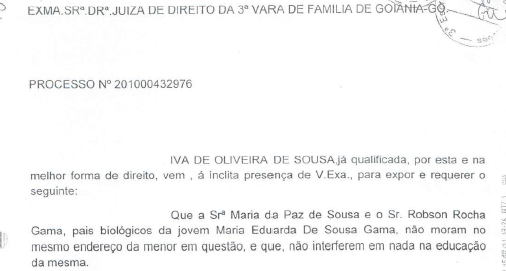 EXMA.SRª.DRª.JUIZA DE DIREITO DA 3ª VARA DE FAMILIA DE GOIÂNIA-GO.
PROCESSO Nº 201000432976
IVA DE OLIVEIRA DE SOUSA,já qualificada, por esta e na
melhor forma de direito, vem , á inclita presença de V.Exa., para expor e requerer o
seguinte:
Que a Srª Maria da Paz de Sousa e o Sr. Robson Rocha
Gama, pais biológicos da jovem Maria Eduarda De Sousa Gama, não moram no
mesmo endereço da menor em questão, e que, não interferem em nada na educação
da mesma.